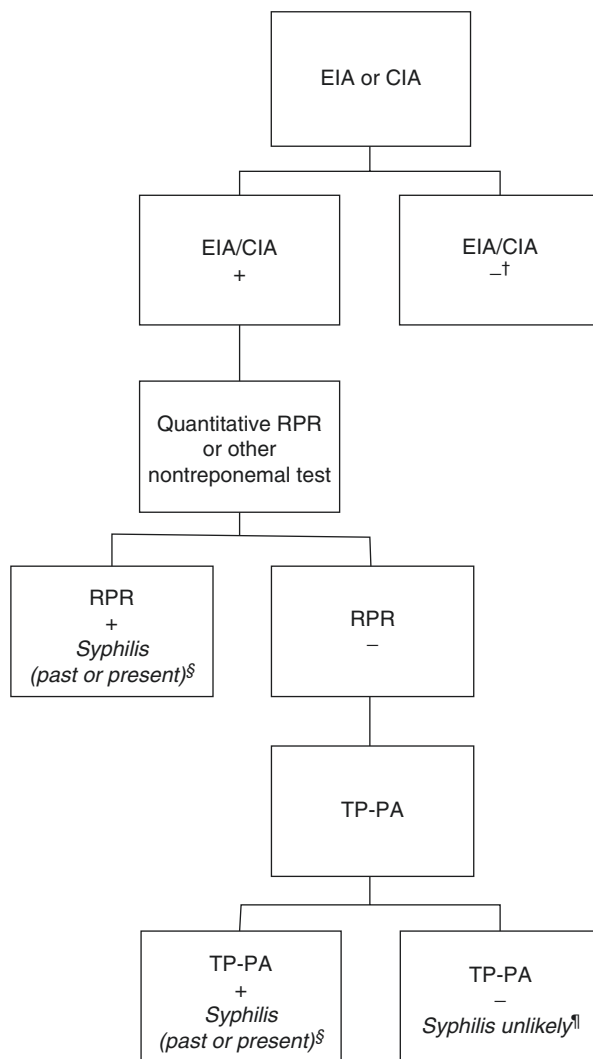 EIA or CIA
EIA/CIA
+
EIA/CIA
–†
Quantitative RPR
or other
nontreponemal test
RPR
+
Syphilis
(past or present)§
RPR
–
TP-PA
TP-PA
+
Syphilis
(past or present)§
TP-PA
–
Syphilis unlikely¶